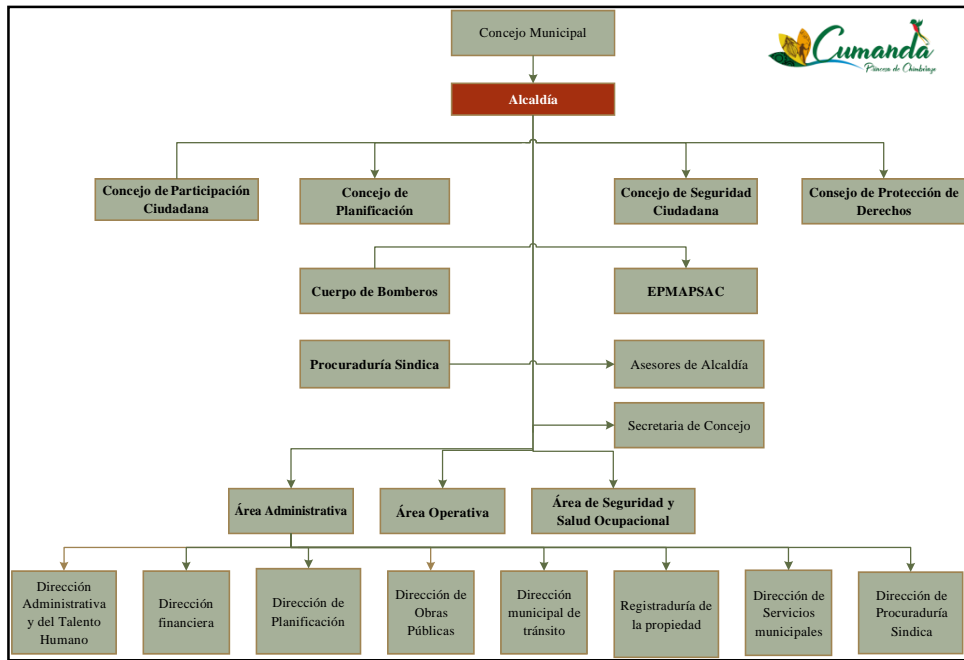 Concejo Municipal
Cumanda
Princesa de Chimborazo
Alcaldía
Concejo de Participación
Ciudadana
Concejo de
Planificación
Concejo de Seguridad
Ciudadana
Consejo de Protección de
Derechos
Cuerpo de Bomberos
EPMAPSAC
Procuraduría Sindica
Asesores de Alcaldía
Secretaria de Concejo
Área Administrativa
Área Operativa
Área de Seguridad y
Salud Ocupacional
Dirección
Administrativa
y del Talento
Humano
Dirección
financiera
Dirección de
Planificación
Dirección de
Obras
Públicas
Dirección
municipal de
tránsito
Registraduría de
la propiedad
Dirección de
Servicios
municipales
Dirección de
Procuraduría
Sindica